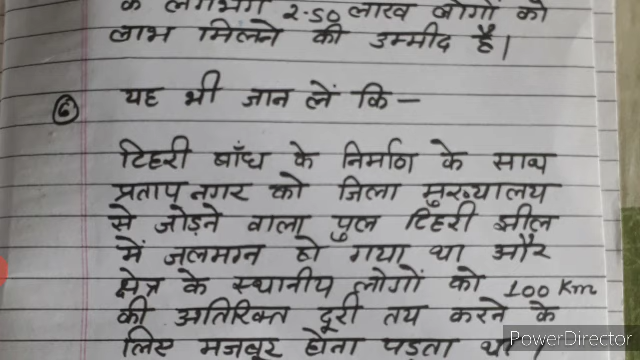 के लगभग 2.50 लाख लोगों को
लाभ मिलने की उम्मीद है।
6 यह भी जान लें कि –
टिहरी बाँध के निर्माण के साथ
प्रतापनगर को जिला मुख्यालय
से जोड़ने वाला पुल टिहरी झील
में जलमग्न हो गया था और
क्षेत्र के स्थानीय लोगों को 100 Km
की अतिरिक्त दूरी तय करने के
लिए मजबूर होना पड़ता था
PowerDirector